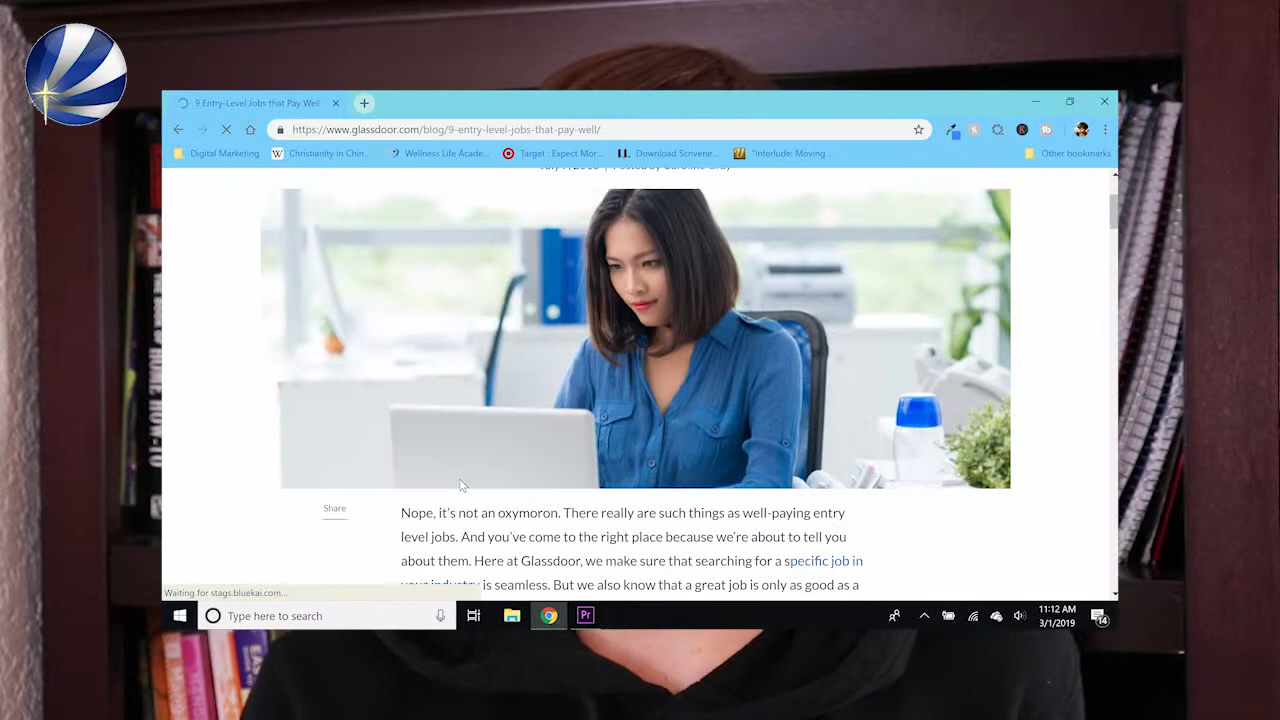 9 Entry-Level Jobs that Pay Well
https://www.glassdoor.com/blog/9-entry-level-jobs-that-pay-well/
Digital Marketing
Christianity in Chin...
Wellness Life Acade...
Target : Expect Mor...
Download Scrivene...
"Interlude: Moving ...
Other bookmarks
Share
Nope, it's not an oxymoron. There really are such things as well-paying entry
level jobs. And you've come to the right place because we're about to tell you
about them. Here at Glassdoor, we make sure that searching for a specific job in
your industry is seamless. But we also know that a great job is only as good as a
Waiting for stags.bluekai.com...
Type here to search
Pr
11:12 AM
3/1/2019
14